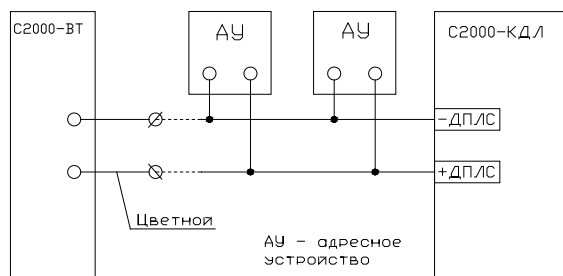 С2000-ВТ
АУ
АУ
С2000-КДЛ
-ДПЛС
+ДПЛС
Цветной
АУ - адресное
устройство